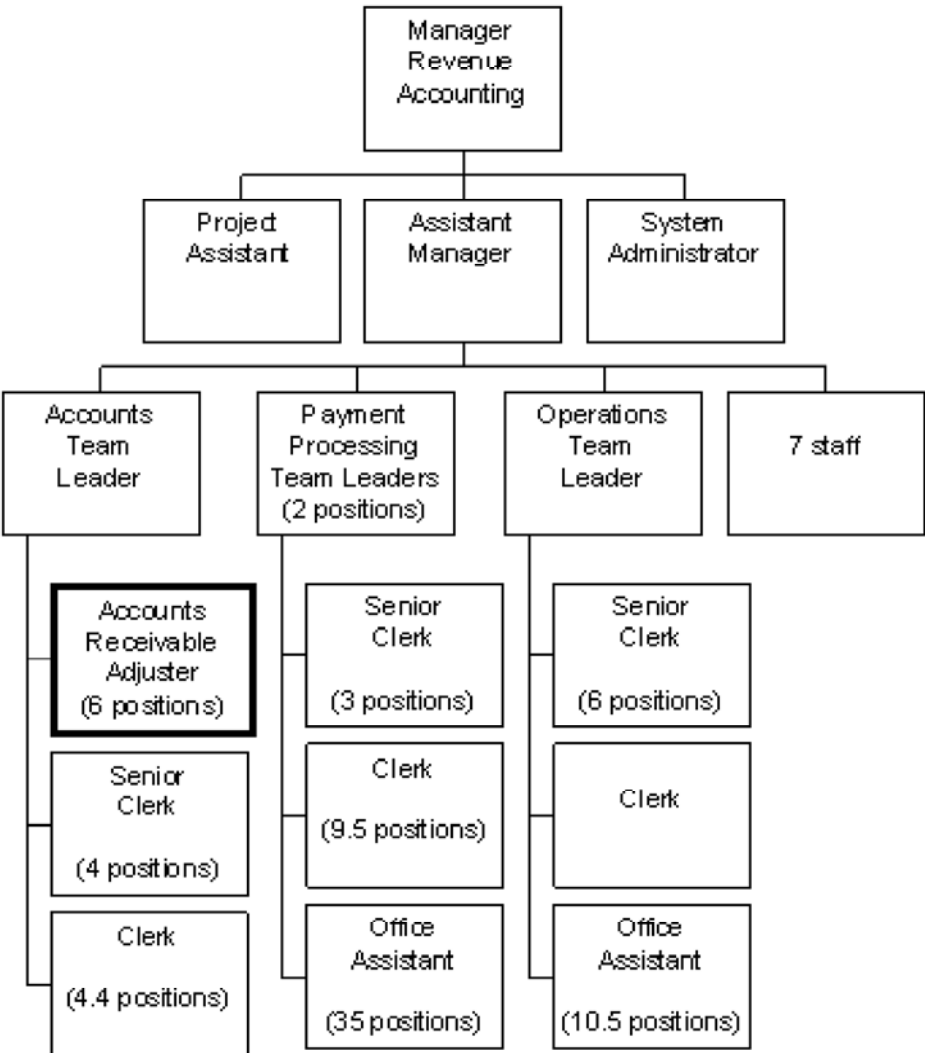 Manager
Revenue
Accounting
Project
Assistant
Assistant
Manager
System
Administrator
Accounts
Team
Leader
Payment
Processing
Team Leaders
(2 positions)
Operations
Team
Leader
7 staff
Accounts
Receivable
Adjuster
(6 positions)
Senior
Clerk
(4 positions)
Clerk
(4.4 positions)
Senior
Clerk
(3 positions)
Clerk
(9.5 positions)
Office
Assistant
(35 positions)
Senior
Clerk
(6 positions)
Clerk
Office
Assistant
(10.5 positions)